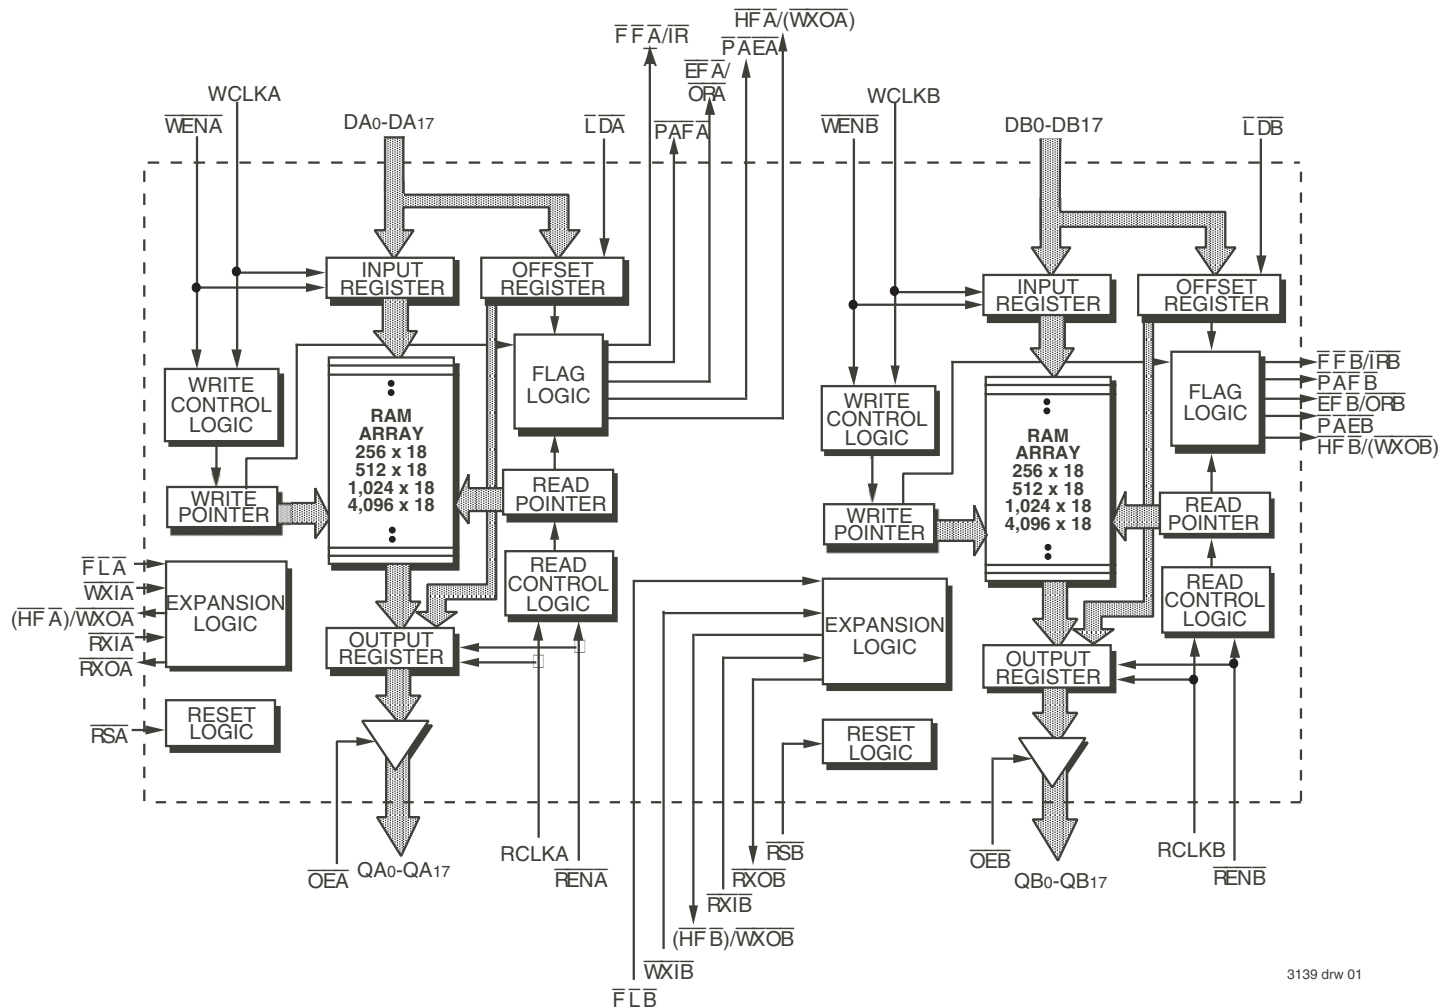 HFA/(WXOA)
FFA/IR
PAEA
EFA/
ORA
WCLKA
WCLKB
WENA
DA0-DA17
LDA
PAFA
WENB
DB0-DB17
LDB
INPUT
REGISTER
OFFSET
REGISTER
INPUT
REGISTER
OFFSET
REGISTER
WRITE
CONTROL
LOGIC
RAM
ARRAY
256 x 18
512 x 18
1,024 x 18
4,096 x 18
FLAG
LOGIC
WRITE
CONTROL
LOGIC
RAM
ARRAY
256 x 18
512 x 18
1,024 x 18
4,096 x 18
FLAG
LOGIC
FFB/IRB
PAFB
EFB/ORB
PAEB
HFB/(WXOB)
WRITE
POINTER
READ
POINTER
WRITE
POINTER
READ
POINTER
FLA
WXIA
(HFA)/WXOA
RXIA
RXOA
EXPANSION
LOGIC
READ
CONTROL
LOGIC
EXPANSION
LOGIC
READ
CONTROL
LOGIC
OUTPUT
REGISTER
OUTPUT
REGISTER
RSA
RESET
LOGIC
RESET
LOGIC
OEA
QA0-QA17
RCLKA
RENA
RSB
RXOB
RXIB
(HFB)/WXOB
WXIB
FLB
OEB
QB0-QB17
RCLKB
RENB
3139 drw 01